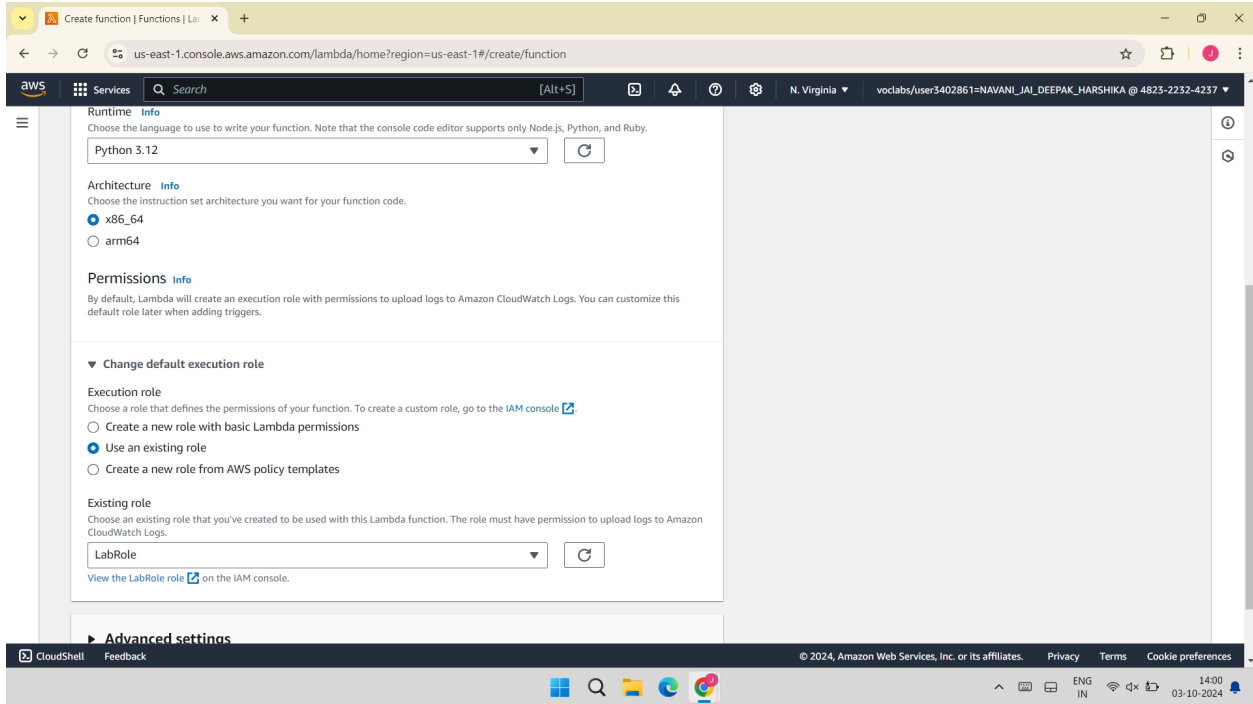 Create function | Functions | Lar
us-east-1.console.aws.amazon.com/lambda/home?region=us-east-1#/create/function
J
aws
Services
Search
[Alt+S]
N. Virginia
voclabs/user3402861=NAVANI_JAI_DEEPAK_HARSHIKA @ 4823-2232-4237
Runtime Info
Choose the language to use to write your function. Note that the console code editor supports only Node.js, Python, and Ruby.
Python 3.12
Architecture Info
Choose the instruction set architecture you want for your function code.
x86_64
arm64
Permissions Info
By default, Lambda will create an execution role with permissions to upload logs to Amazon CloudWatch Logs. You can customize this
default role later when adding triggers.
Change default execution role
Execution role
Choose a role that defines the permissions of your function. To create a custom role, go to the IAM console.
Create a new role with basic Lambda permissions
Use an existing role
Create a new role from AWS policy templates
Existing role
Choose an existing role that you've created to be used with this Lambda function. The role must have permission to upload logs to Amazon
CloudWatch Logs.
LabRole
View the LabRole role on the IAM console.
Advanced settings
CloudShell Feedback © 2024, Amazon Web Services, Inc. or its affiliates. Privacy Terms Cookie preferences
ENG
IN
14:00
03-10-2024